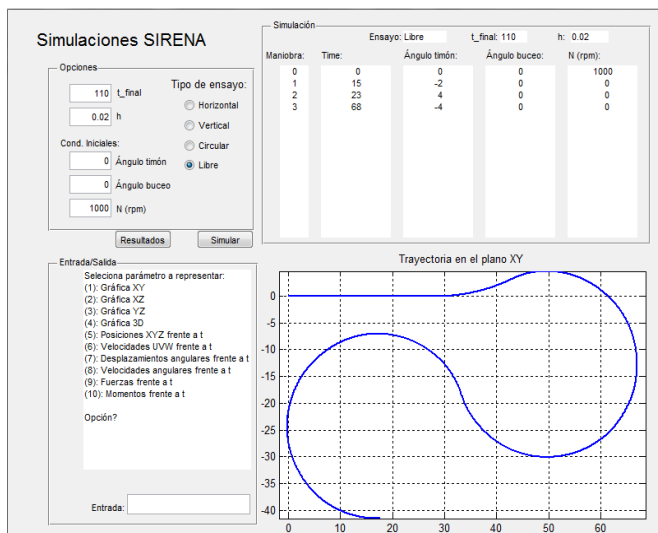 Simulaciones SIRENA
Opciones
110 t_final
0.02 h
Cond. Iniciales:
0 Ángulo timón
0 Ángulo buceo
1000 N (rpm)
Tipo de ensayo:
Horizontal
Vertical
Circular
Libre
Resultados Simular
Simulación
Ensayo: Libre t_final: 110 h: 0.02
Maniobra: Time: Ángulo timón: Ángulo buceo: N (rpm):
0 0 0 0 1000
1 15 -2 0 0
2 23 4 0 0
3 68 -4 0 0
Entrada/Salida
Selecciona parámetro a representar:
(1): Gráfica XY
(2): Gráfica XZ
(3): Gráfica YZ
(4): Gráfica 3D
(5): Posiciones XYZ frente a t
(6): Velocidades UVW frente a t
(7): Desplazamientos angulares frente a t
(8): Velocidades angulares frente a t
(9): Fuerzas frente a t
(10): Momentos frente a t
Opción?
Entrada:
Trayectoria en el plano XY
0
-5
-10
-15
-20
-25
-30
-35
-40
0 10 20 30 40 50 60